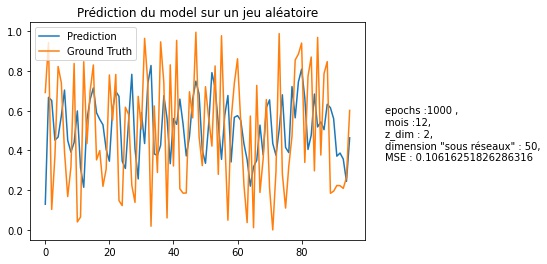 Prédiction du model sur un jeu aléatoire
Prediction
Ground Truth
1.0
0.8
0.6
0.4
0.2
0.0
0 20 40 60 80
epochs :1000 ,
mois :12,
z_dim : 2,
dimension "sous réseaux" : 50,
MSE : 0.10616251826286316